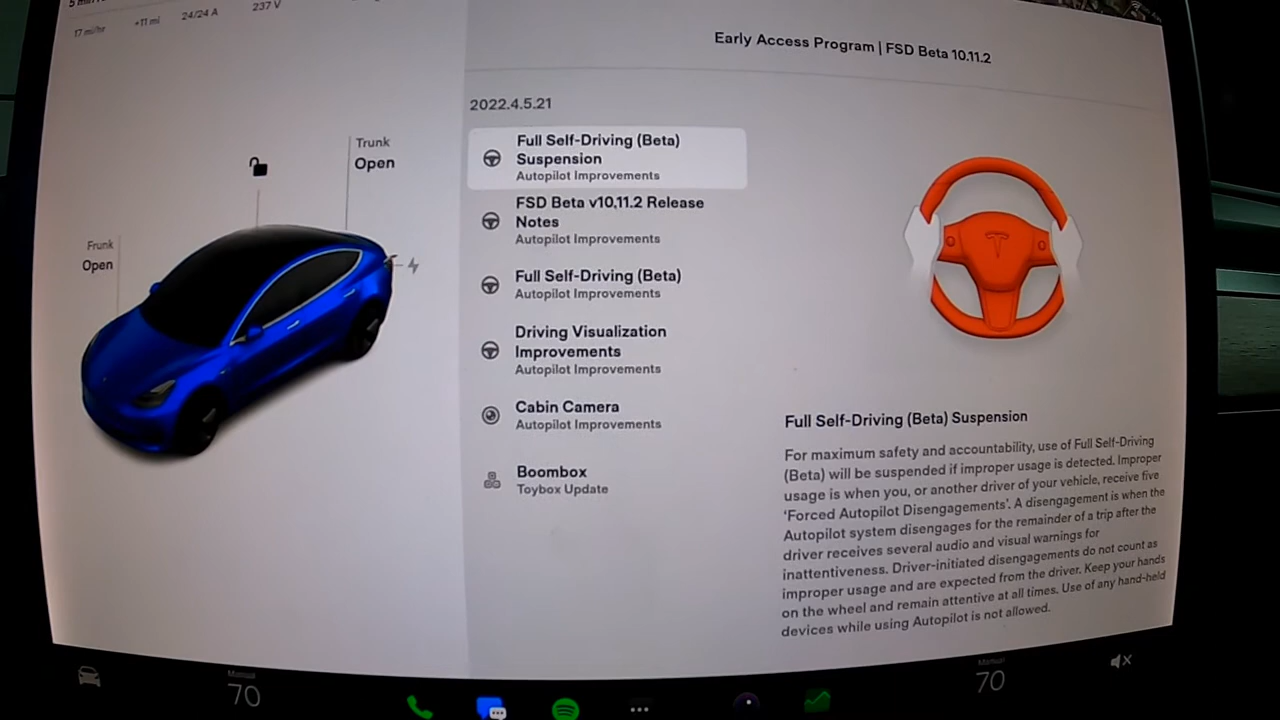 17 mi/hr
+11 mi
24/24 A
237 V
Early Access Program | FSD Beta 10.11.2
2022.4.5.21
Trunk
Open
Frunk
Open
Full Self-Driving (Beta)
Suspension
Autopilot Improvements
FSD Beta v10.11.2 Release
Notes
Autopilot Improvements
Full Self-Driving (Beta)
Autopilot Improvements
Driving Visualization
Improvements
Autopilot Improvements
Cabin Camera
Autopilot Improvements
Boombox
Toybox Update
Full Self-Driving (Beta) Suspension
For maximum safety and accountability, use of Full Self-Driving
(Beta) will be suspended if improper usage is detected. Improper
usage is when you, or another driver of your vehicle, receive five
'Forced Autopilot Disengagements'. A disengagement is when the
Autopilot system disengages for the remainder of a trip after the
driver receives several audio and visual warnings for
inattentiveness. Driver-initiated disengagements do not count as
improper usage and are expected from the driver. Keep your hands
on the wheel and remain attentive at all times. Use of any hand-held
devices while using Autopilot is not allowed.
Manual
70
Manual
70